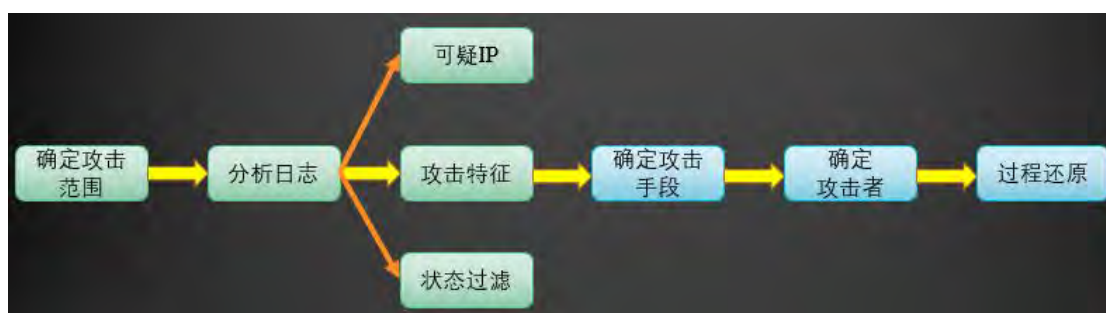 可疑IP
确定攻击
范围
分析日志
攻击特征
确定攻击
手段
确定
攻击者
过程还原
状态过滤